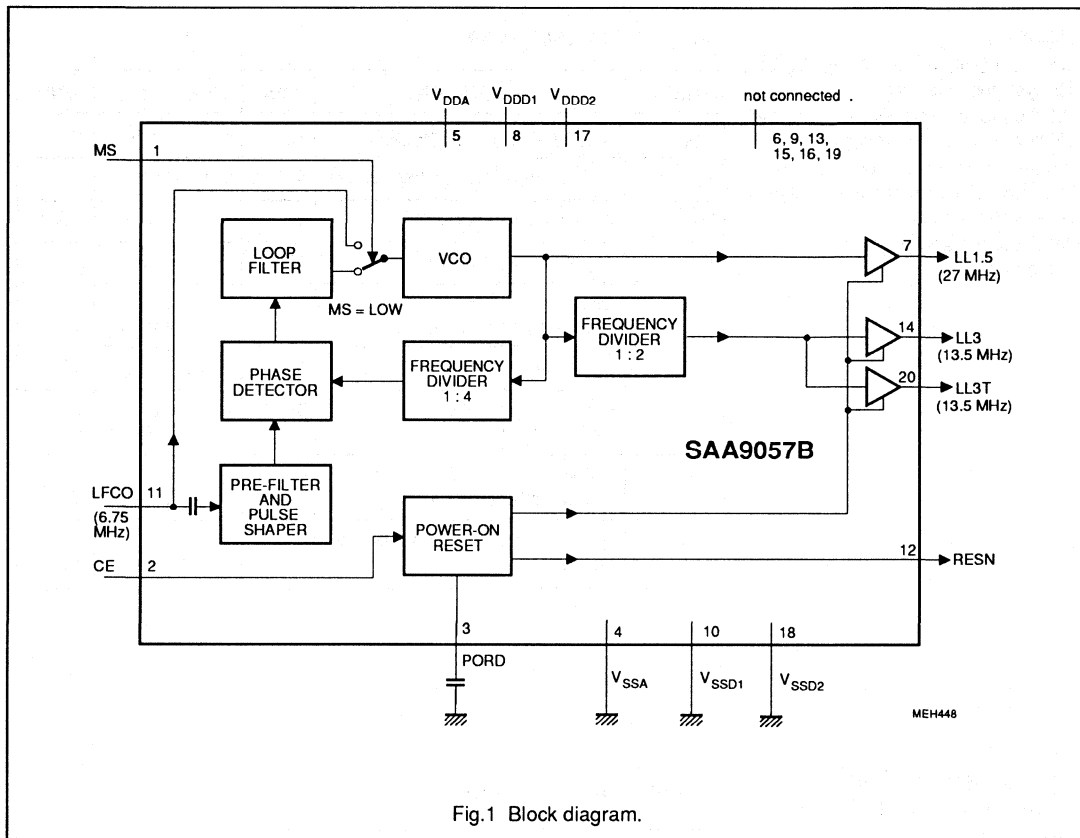 V_DDA V_DDD1 V_DDD2 not connected .
5 8 17 6, 9, 13,
15, 16, 19
MS 1
LOOP
FILTER
VCO
7 LL1.5
(27 MHz)
MS = LOW
FREQUENCY
DIVIDER
1 : 2
14 LL3
(13.5 MHz)
PHASE
DETECTOR
FREQUENCY
DIVIDER
1 : 4
20 LL3T
(13.5 MHz)
SAA9057B
LFCO 11
(6.75
MHz)
PRE-FILTER
AND
PULSE
SHAPER
POWER-ON
RESET
CE 2
12 RESN
3 4 10 18
PORD V_SSA V_SSD1 V_SSD2
MEH448
Fig.1 Block diagram.